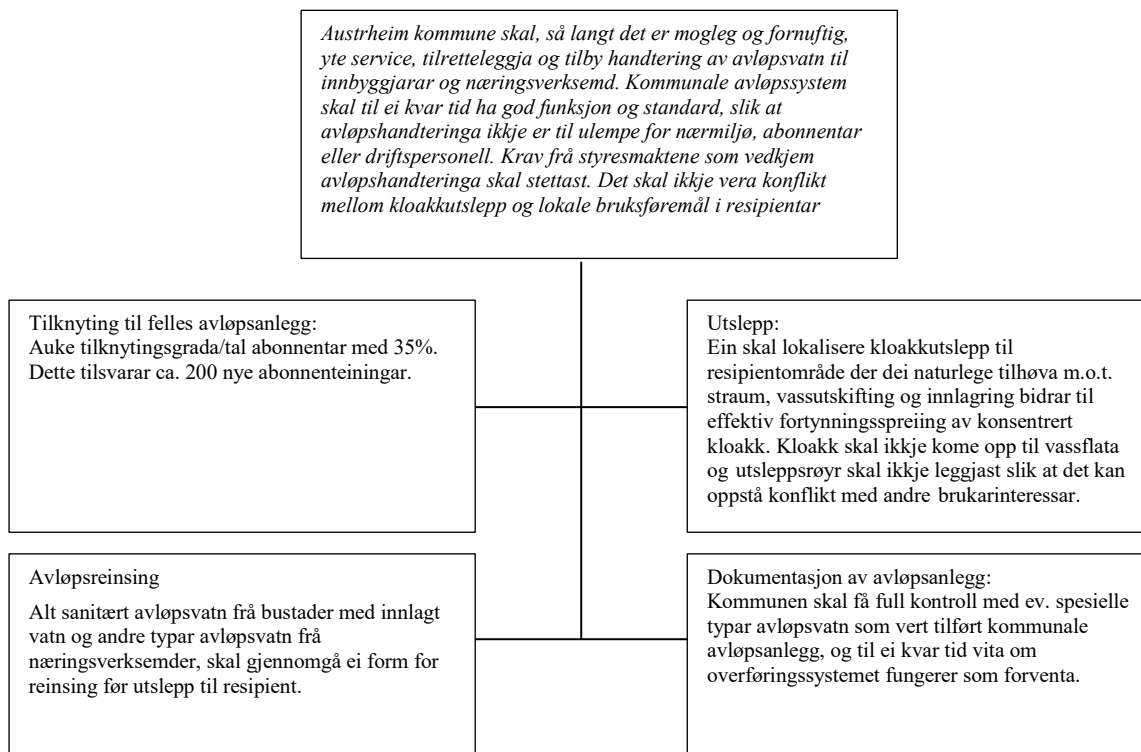 Austrheim kommune skal, så langt det er mogleg og fornuftig,
yte service, tilretteleggja og tilby handtering av avløpsvatn til
innbyggjarar og næringsverksemd. Kommunale avløpssystem
skal til ei kvar tid ha god funksjon og standard, slik at
avløpshandteringa ikkje er til ulempe for nærmiljø, abonnentar
eller driftspersonell. Krav frå styresmaktene som vedkjem
avløpshandteringa skal stettast. Det skal ikkje vera konflikt
mellom kloakkutslepp og lokale bruksføremål i resipientar
Tilknyting til felles avløpsanlegg:
Auke tilknytingsgrada/tal abonnentar med 35%.
Dette tilsvarar ca. 200 nye abonnenteiningar.
Utslepp:
Ein skal lokalisere kloakkutslepp til
resipientområde der dei naturlege tilhøva m.o.t.
straum, vassutskifting og innlagring bidrar til
effektiv fortynningsspreiing av konsentrert
kloakk. Kloakk skal ikkje kome opp til vassflata
og utsleppsrøyr skal ikkje leggjast slik at det kan
oppstå konflikt med andre brukarinteressar.
Avløpsreinsing
Alt sanitært avløpsvatn frå bustader med innlagt
vatn og andre typar avløpsvatn frå
næringsverksemder, skal gjennomgå ei form for
reinsing før utslepp til resipient.
Dokumentasjon av avløpsanlegg:
Kommunen skal få full kontroll med ev. spesielle
typar avløpsvatn som vert tilført kommunale
avløpsanlegg, og til ei kvar tid vita om
overføringssystemet fungerer som forventa.